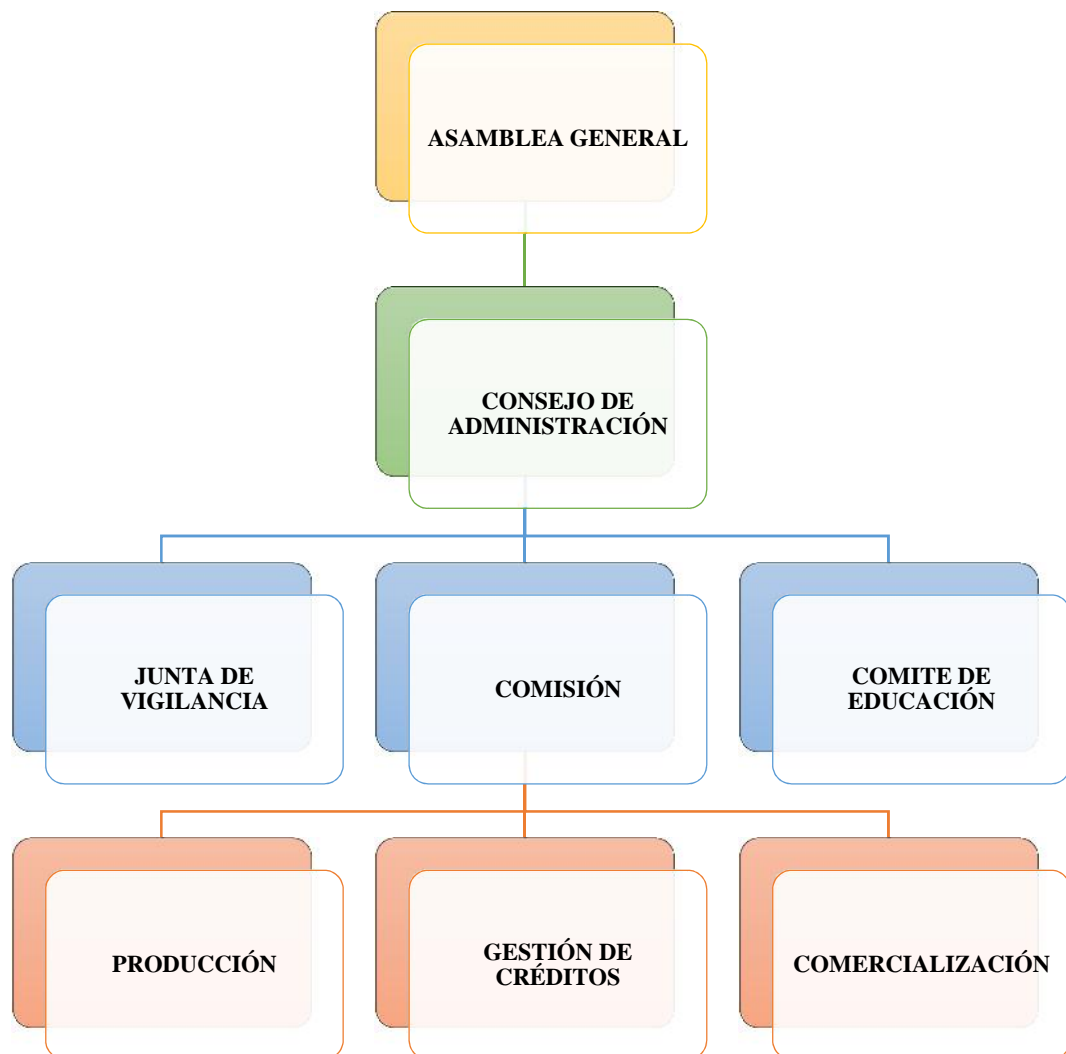 ASAMBLEA GENERAL
CONSEJO DE
ADMINISTRACIÓN
JUNTA DE
VIGILANCIA
COMISIÓN
COMITE DE
EDUCACIÓN
PRODUCCIÓN
GESTIÓN DE
CRÉDITOS
COMERCIALIZACIÓN